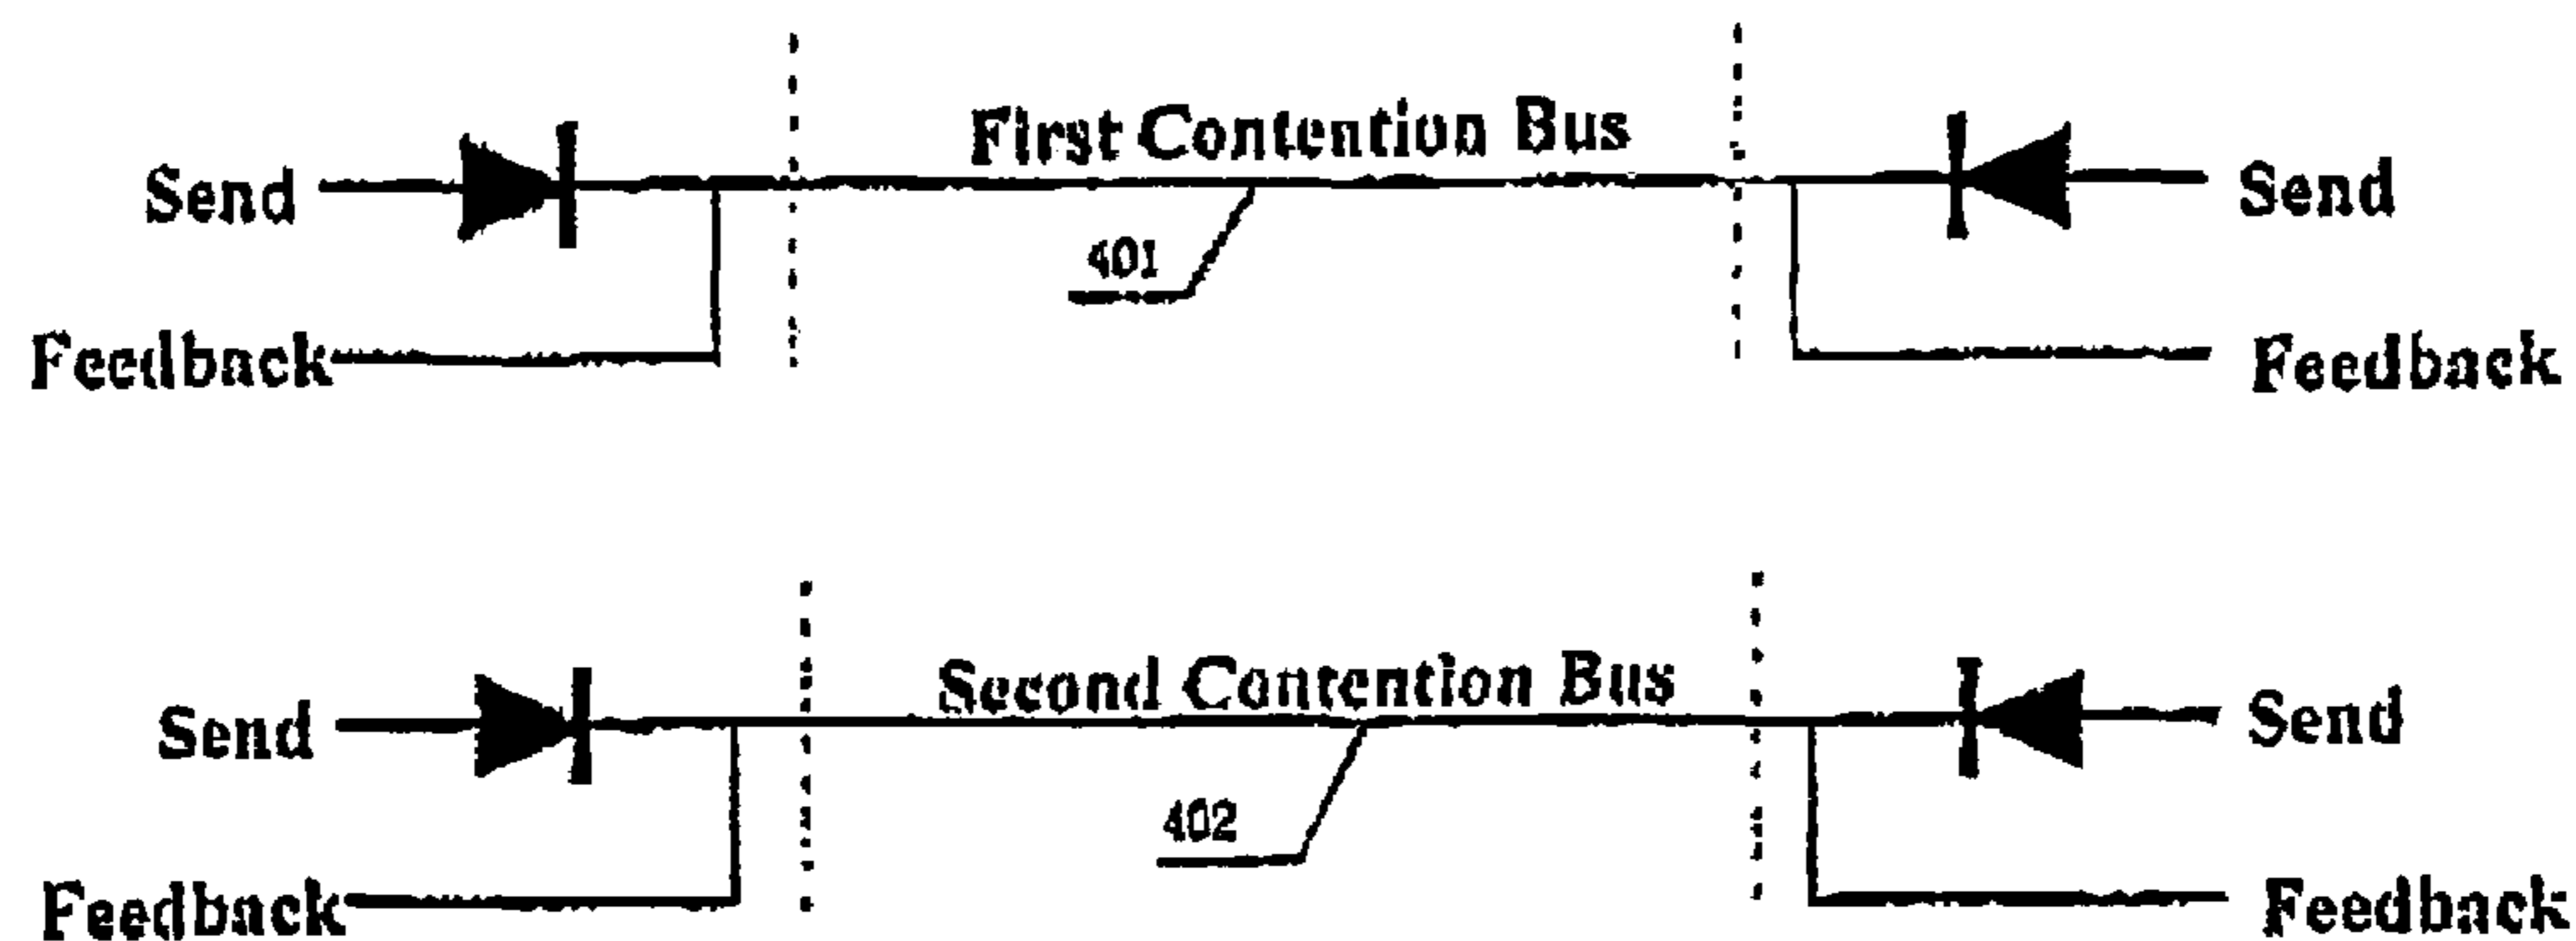 First Contention Bus
Send
Send
401
Feedback
Feedback
Second Contention Bus
Send
Send
402
Feedback
Feedback